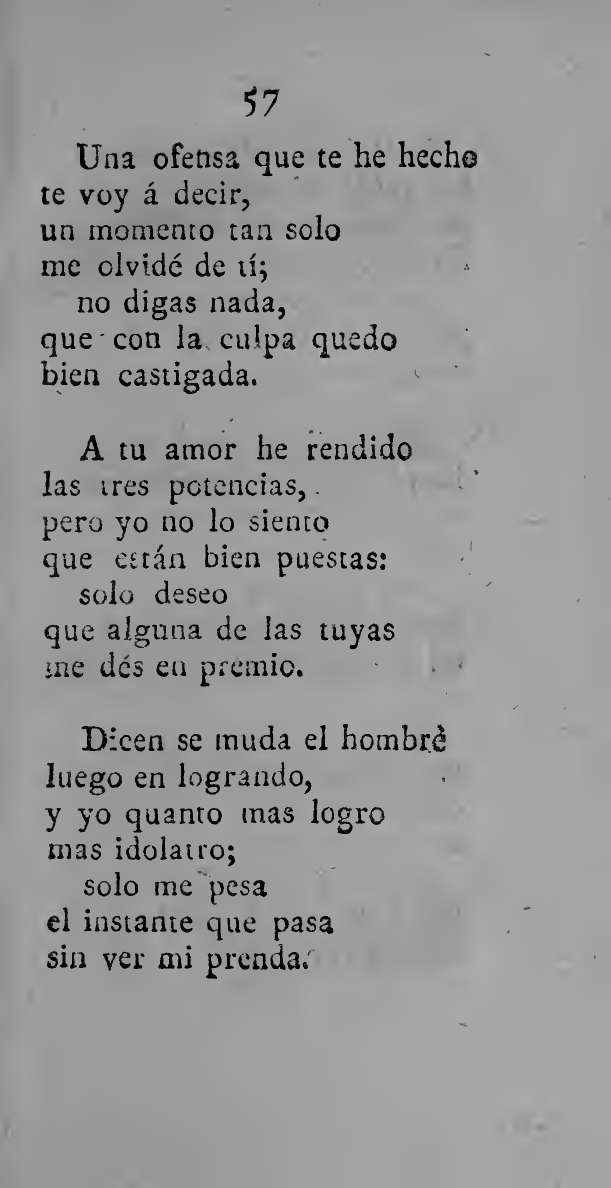 57
Una ofensa que te he hecho
te voy á decir,
un momento tan solo
me olvidé de tí;
no digas nada,
que con la culpa quedo
bien castigada.
A tu amor he rendido
las tres potencias,
pero yo no lo siento
que están bien puestas:
solo deseo
que alguna de las tuyas
me dés en premio.
Dicen se muda el hombre
luego en logrando,
y yo quanto mas logro
mas idolatro;
solo me pesa
el instante que pasa
sin ver mi prenda.